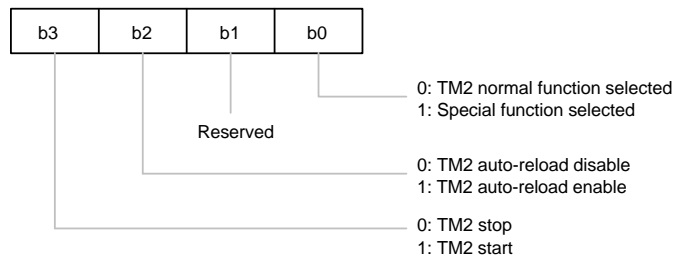 b3 b2 b1 b0
0: TM2 normal function selected
1: Special function selected
Reserved
0: TM2 auto-reload disable
1: TM2 auto-reload enable
0: TM2 stop
1: TM2 start